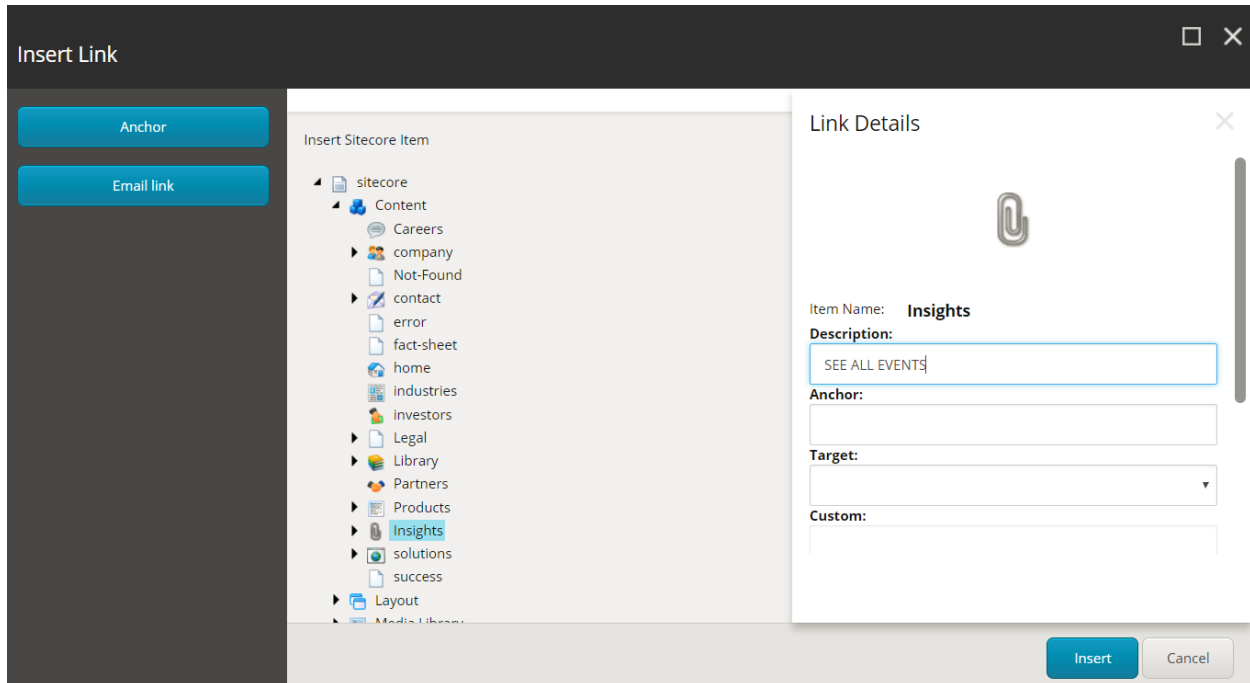 Insert Link
Anchor
Email link
Insert Sitecore Item
sitecore
Content
Careers
company
Not-Found
contact
error
fact-sheet
home
industries
investors
Legal
Library
Partners
Products
Insights
solutions
success
Layout
Media Library
Link Details
Item Name: Insights
Description:
SEE ALL EVENTS
Anchor:
Target:
Custom:
Insert
Cancel